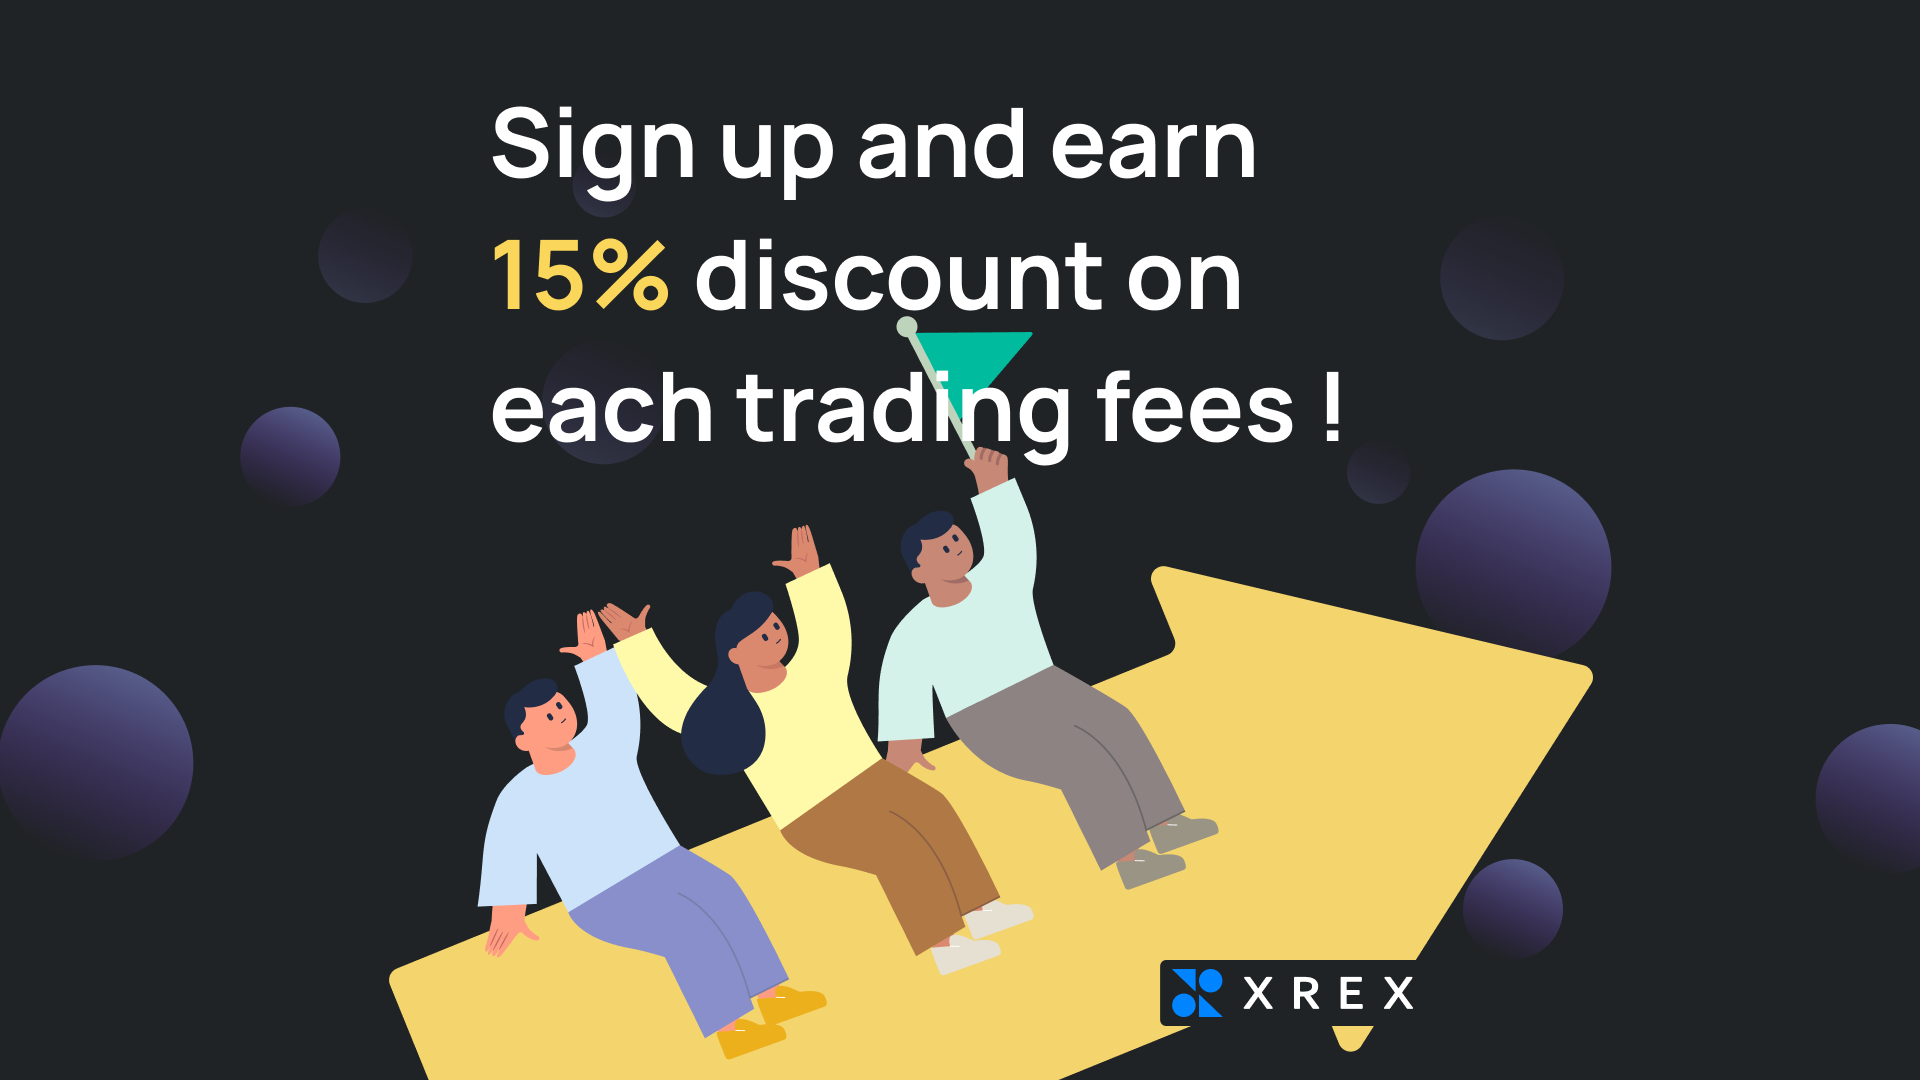 Sign up and earn
15% discount on
each trading fees !
XREX